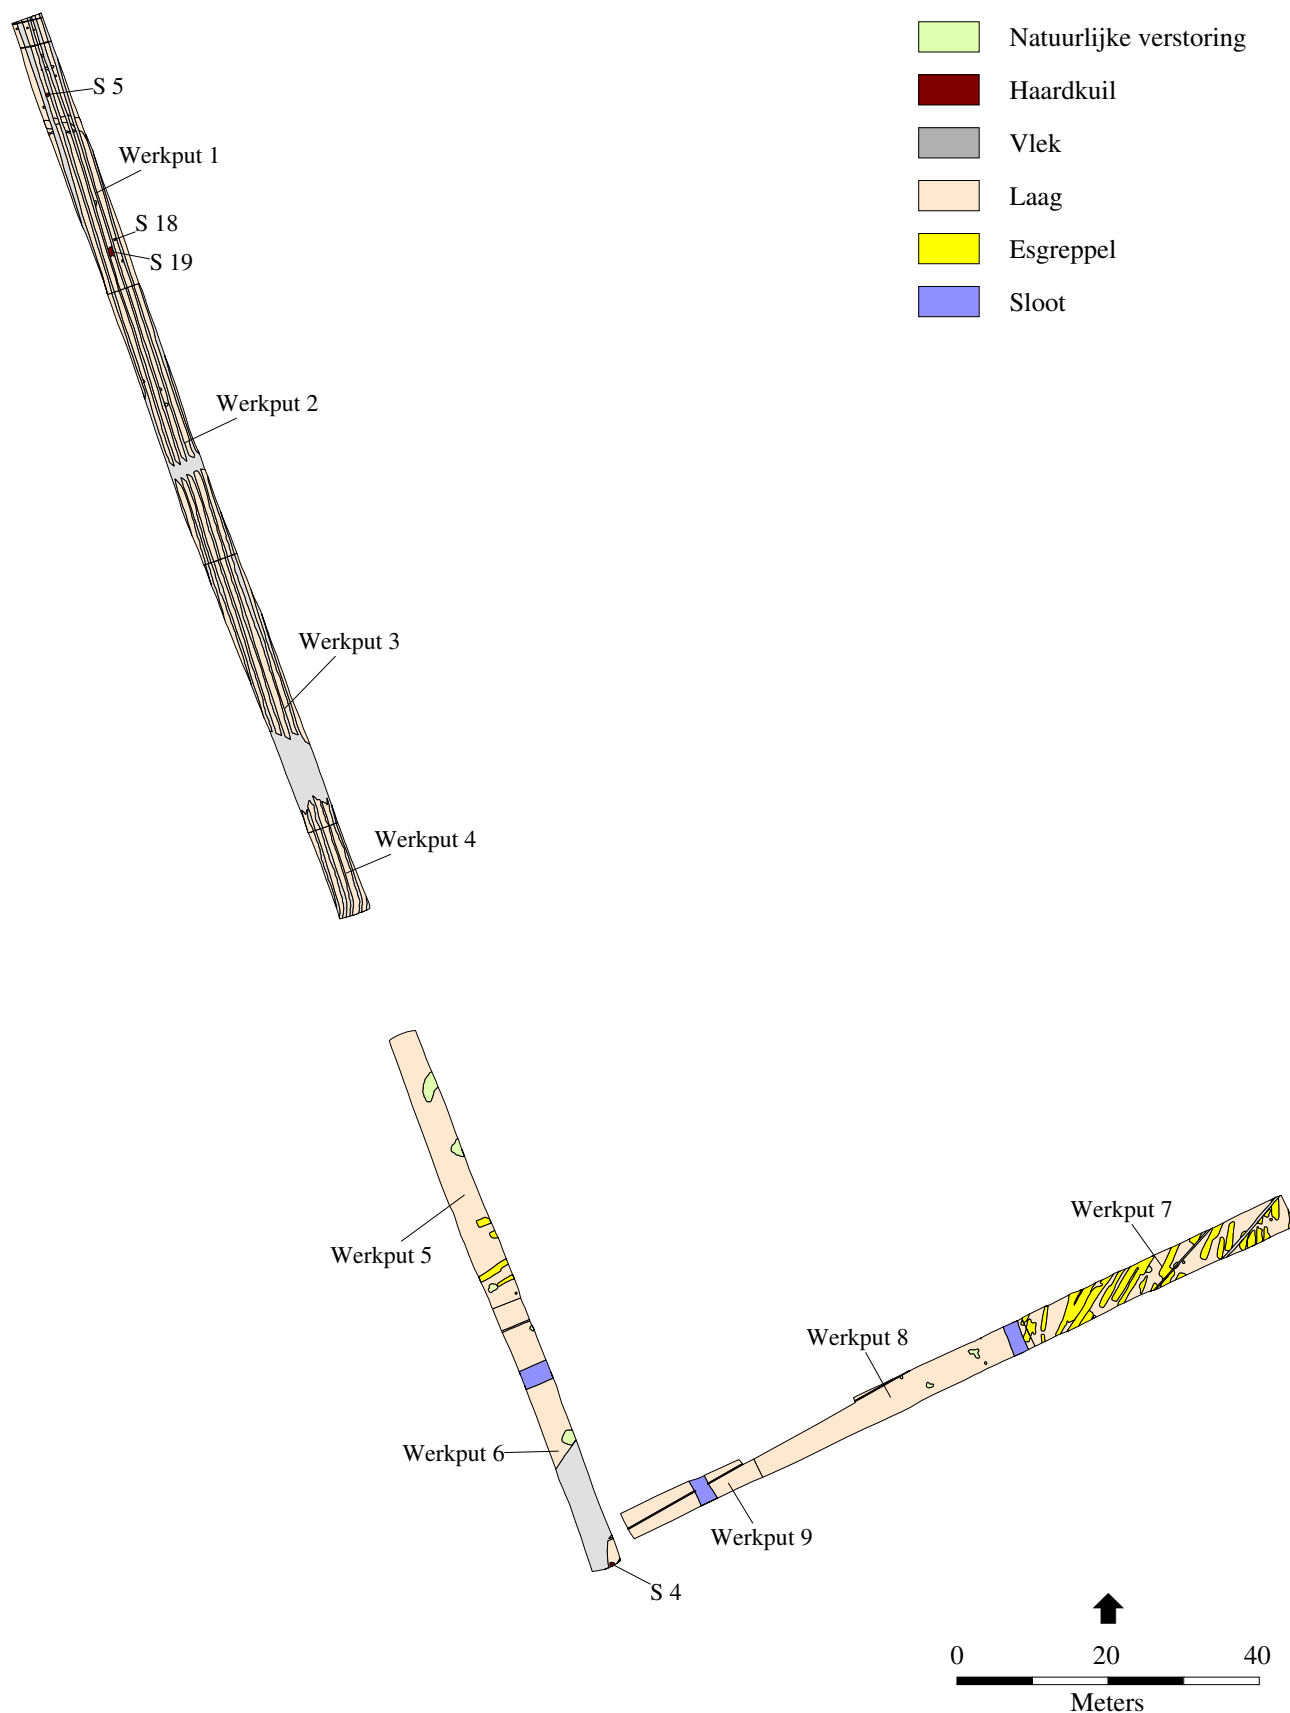 Natuurlijke verstoring
Haardkuil
Vlek
Laag
Esgreppel
Sloot
S 5
Werkput 1
S 18
S 19
Werkput 2
Werkput 3
Werkput 4
Werkput 5
Werkput 7
Werkput 8
Werkput 6
Werkput 9
S 4
0 20 40
Meters